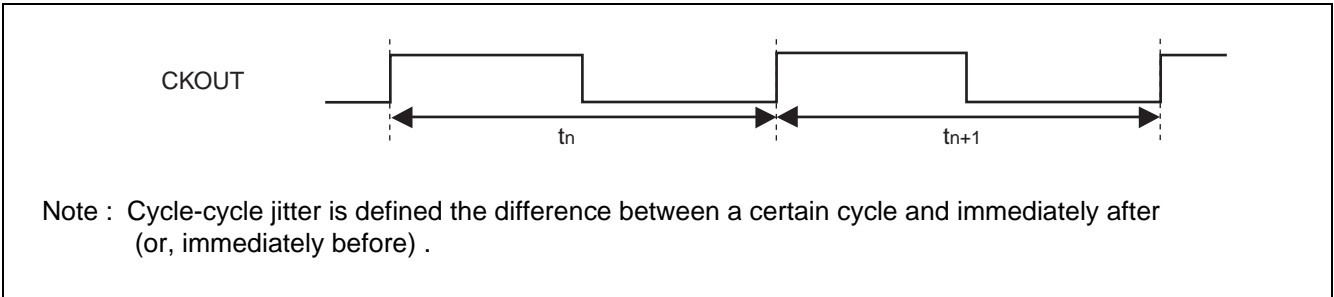 CKOUT
tn
tn+1
Note : Cycle-cycle jitter is defined the difference between a certain cycle and immediately after
(or, immediately before) .